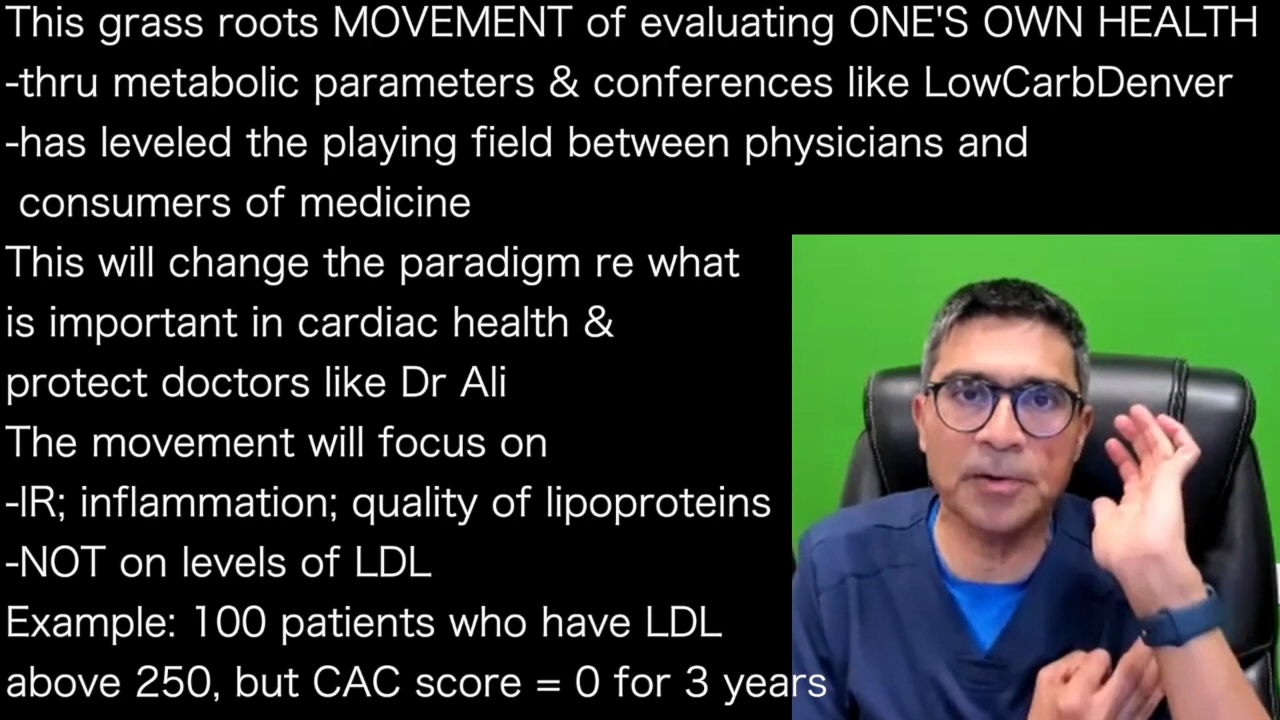 This grass roots MOVEMENT of evaluating ONE'S OWN HEALTH
-thru metabolic parameters & conferences like LowCarbDenver
-has leveled the playing field between physicians and
consumers of medicine
This will change the paradigm re what
is important in cardiac health &
protect doctors like Dr Ali
The movement will focus on
-IR; inflammation; quality of lipoproteins
-NOT on levels of LDL
Example: 100 patients who have LDL
above 250, but CAC score = 0 for 3 years